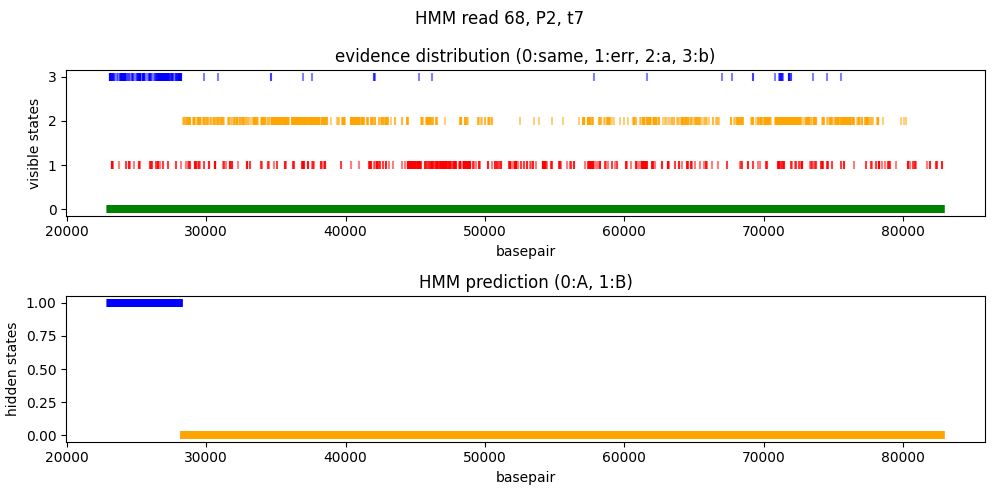 HMM read 68, P2, t7
evidence distribution (0:same, 1:err, 2:a, 3:b)
visible states
3
2
1
0
20000 30000 40000 50000 60000 70000 80000
basepair
HMM prediction (0:A, 1:B)
hidden states
1.00
0.75
0.50
0.25
0.00
20000 30000 40000 50000 60000 70000 80000
basepair